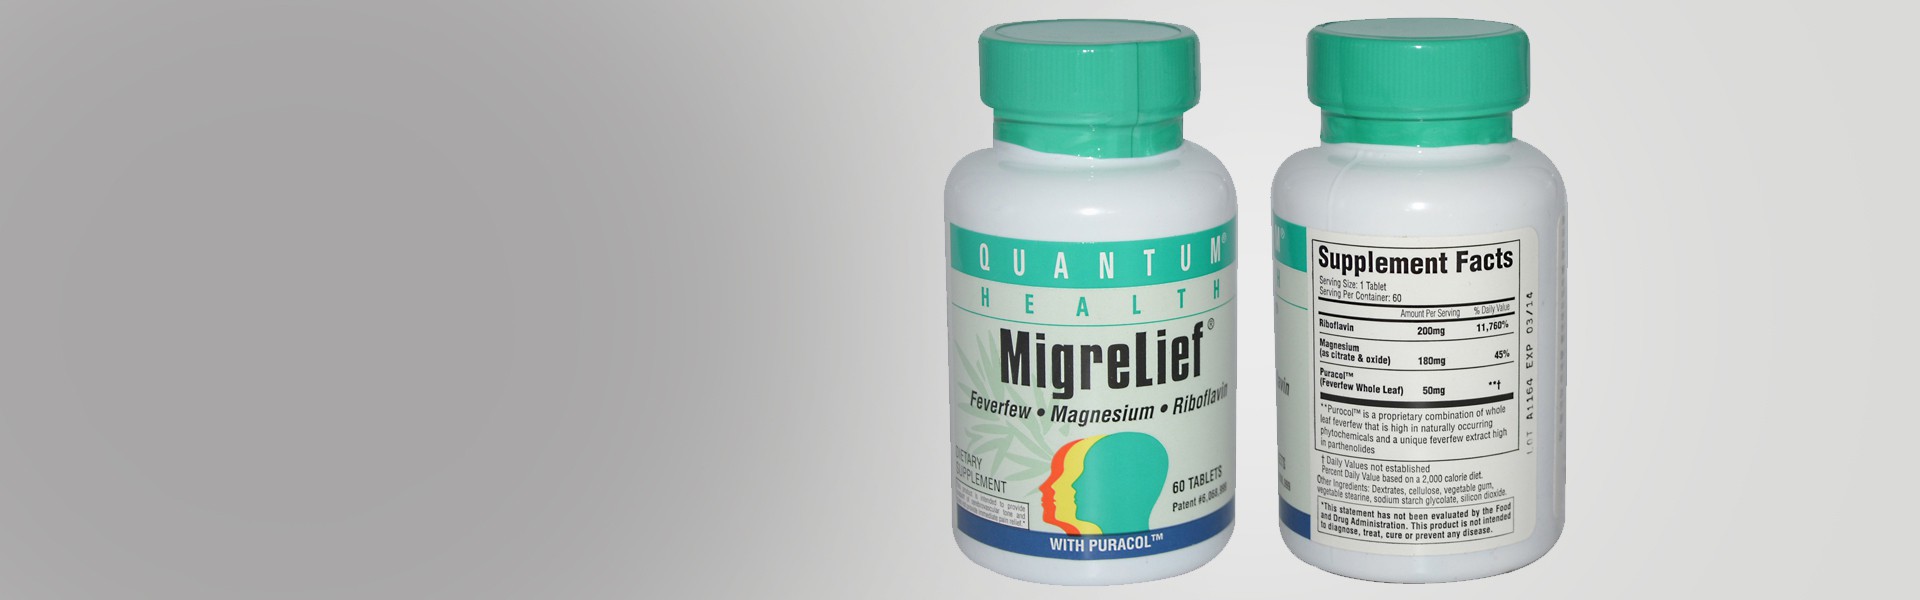 QUANTUM®
HEALTH
MigreLief®
Feverfew • Magnesium • Riboflavin
DIETARY
SUPPLEMENT
60 TABLETS
Patent #6,068,999
WITH PURACOL™
Supplement Facts
Serving Size: 1 Tablet
Serving Per Container: 60
Amount Per Serving % Daily Value
Riboflavin 200mg 11,760%
Magnesium
(as citrate & oxide) 180mg 45%
Puracol™
(Feverfew Whole Leaf) 50mg **†
**Purocol™ is a proprietary combination of whole
leaf feverfew that is high in naturally occurring
phytochemicals and a unique feverfew extract high
in parthenolides
† Daily Values not established
Percent Daily Value based on a 2,000 calorie diet.
Other Ingredients: Dextrates, cellulose, vegetable gum,
vegetable stearine, sodium starch glycolate, silicon dioxide.
*This statement has not been evaluated by the Food
and Drug Administration. This product is not intended
to diagnose, treat, cure or prevent any disease.
LOT A1164 EXP 03/14